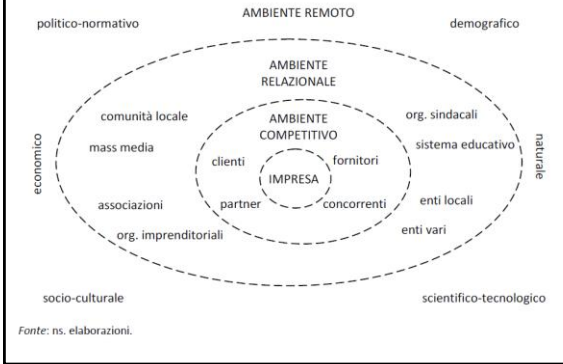 AMBIENTE REMOTO
politico-normativo
demografico
AMBIENTE
RELAZIONALE
comunità locale
org. sindacali
AMBIENTE
COMPETITIVO
mass media
sistema educativo
economico
clienti
fornitori
naturale
IMPRESA
associazioni
partner
concorrenti
enti locali
org. imprenditoriali
enti vari
socio-culturale
scientifico-tecnologico
Fonte: ns. elaborazioni.